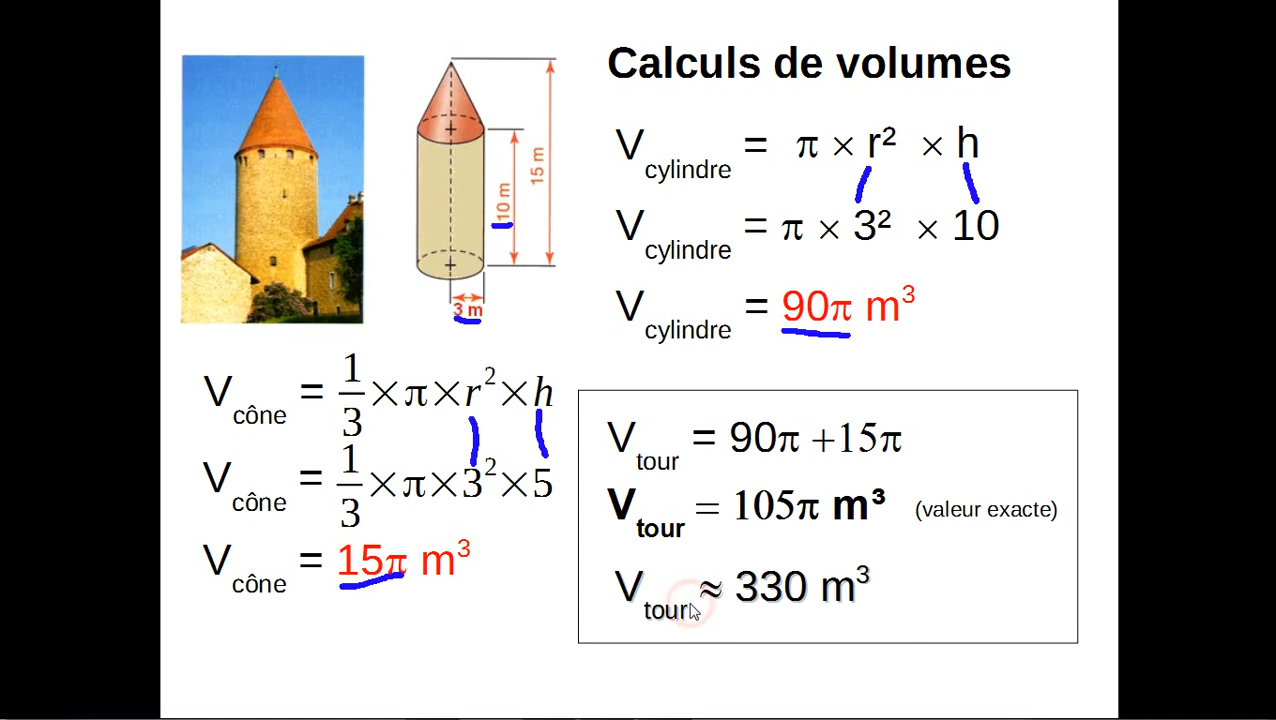 Calculs de volumes
15 m
10 m
3 m
V cylindre = π × r² × h
V cylindre = π × 3² × 10
V cylindre = 90π m³
V cône = 1/3 × π × r² × h
V cône = 1/3 × π × 3² × 5
V cône = 15π m³
V tour = 90π + 15π
V tour = 105π m³ (valeur exacte)
V tour ≈ 330 m³